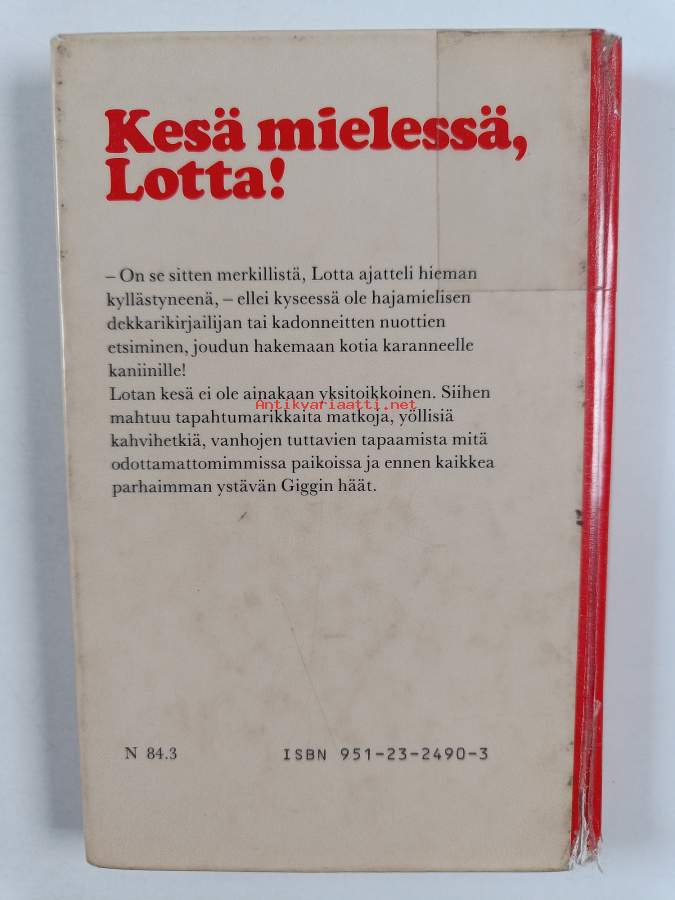 Kesä mielessä,
Lotta!
– On se sitten merkillistä, Lotta ajatteli hieman
kyllästyneenä, – ellei kyseessä ole hajamielisen
dekkarikirjailijan tai kadonneitten nuottien
etsiminen, joudun hakemaan kotia karanneelle
kaniinille!
Lotan kesä ei ole ainakaan yksitoikkoinen. Siihen
mahtuu tapahtumarikkaita matkoja, yöllisiä
Antikvariaatti.net
kahvihetkiä, vanhojen tuttavien tapaamista mitä
odottamattomimmissa paikoissa ja ennen kaikkea
parhaimman ystävän Giggin häät.
N 84.3
ISBN 951-23-2490-3